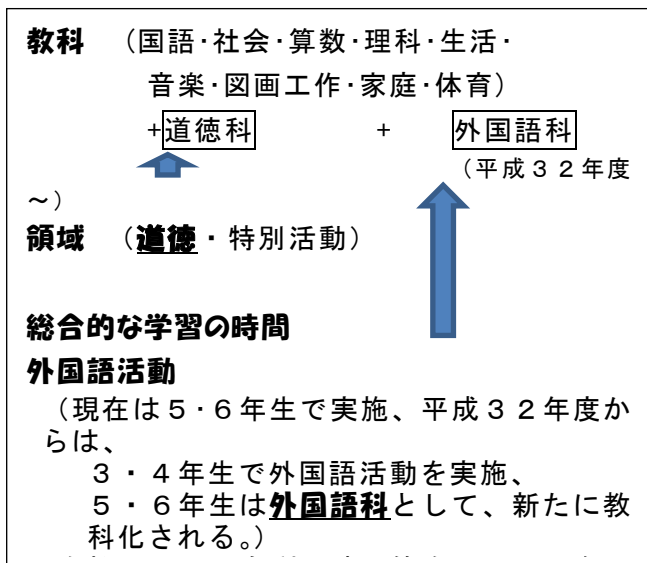 教科 （国語・社会・算数・理科・生活・
音楽・図画工作・家庭・体育）
+道徳科 + 外国語科
（平成３２年度
～）
領域 （道徳・特別活動）
総合的な学習の時間
外国語活動
（現在は５・６年生で実施、平成３２年度か
らは、
３・４年生で外国語活動を実施、
５・６年生は外国語科として、新たに教
科化される。）